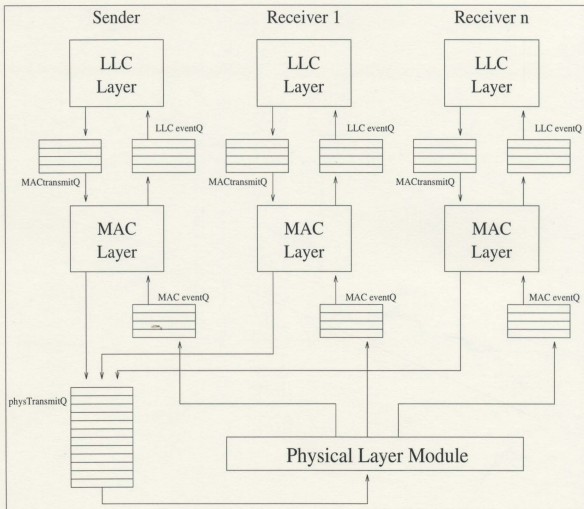 Sender
Receiver 1
Receiver n
LLC
Layer
LLC
Layer
LLC
Layer
LLC eventQ
LLC eventQ
LLC eventQ
MACtransmitQ
MACtransmitQ
MACtransmitQ
MAC
Layer
MAC
Layer
MAC
Layer
MAC eventQ
MAC eventQ
MAC eventQ
physTransmitQ
Physical Layer Module